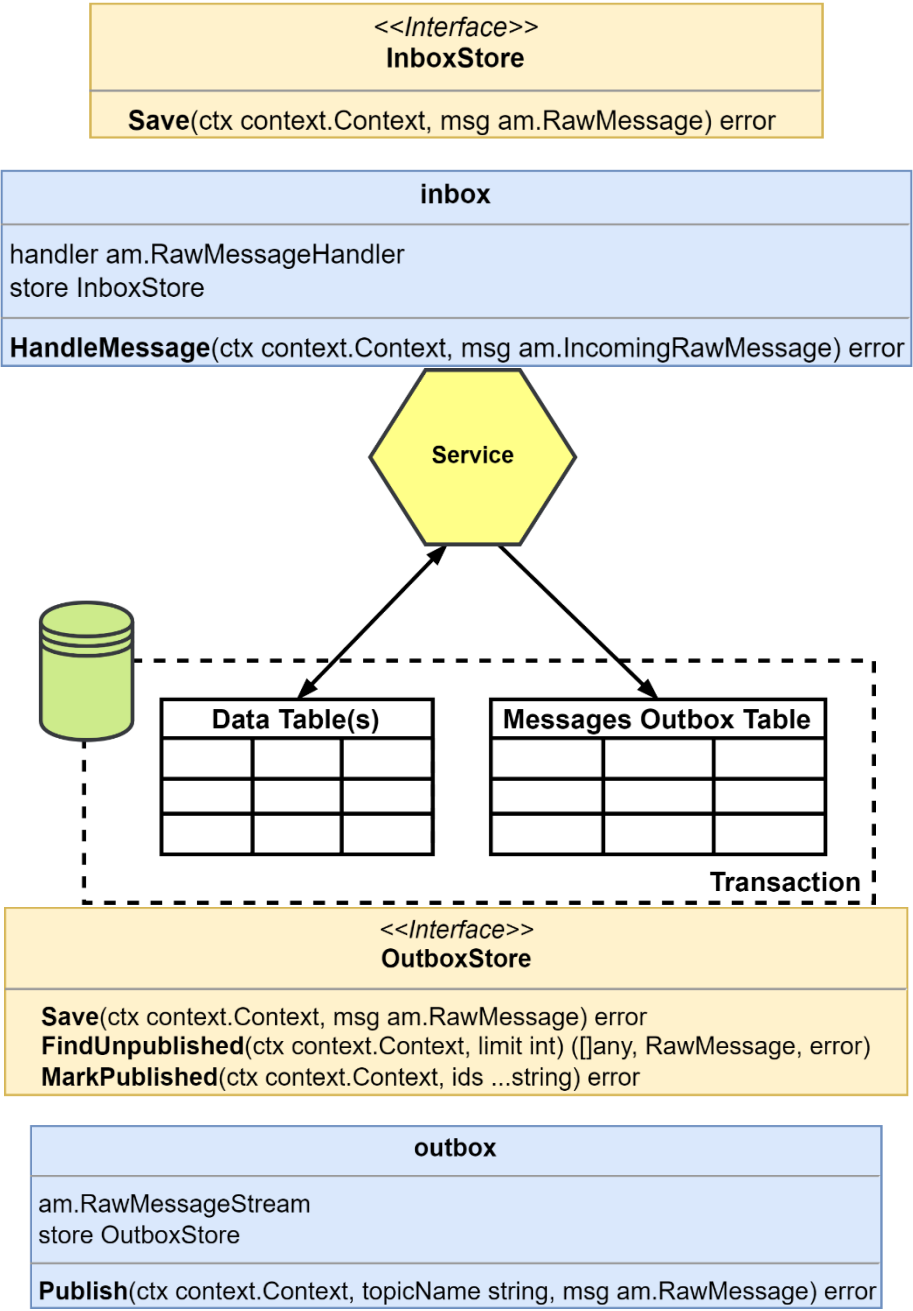 <<Interface>>
InboxStore
Save(ctx context.Context, msg am.RawMessage) error
inbox
handler am.RawMessageHandler
store InboxStore
HandleMessage(ctx context.Context, msg am.IncomingRawMessage) error
Service
Data Table(s)
Messages Outbox Table
Transaction
<<Interface>>
OutboxStore
Save(ctx context.Context, msg am.RawMessage) error
FindUnpublished(ctx context.Context, limit int) ([]any, RawMessage, error)
MarkPublished(ctx context.Context, ids ...string) error
outbox
am.RawMessageStream
store OutboxStore
Publish(ctx context.Context, topicName string, msg am.RawMessage) error